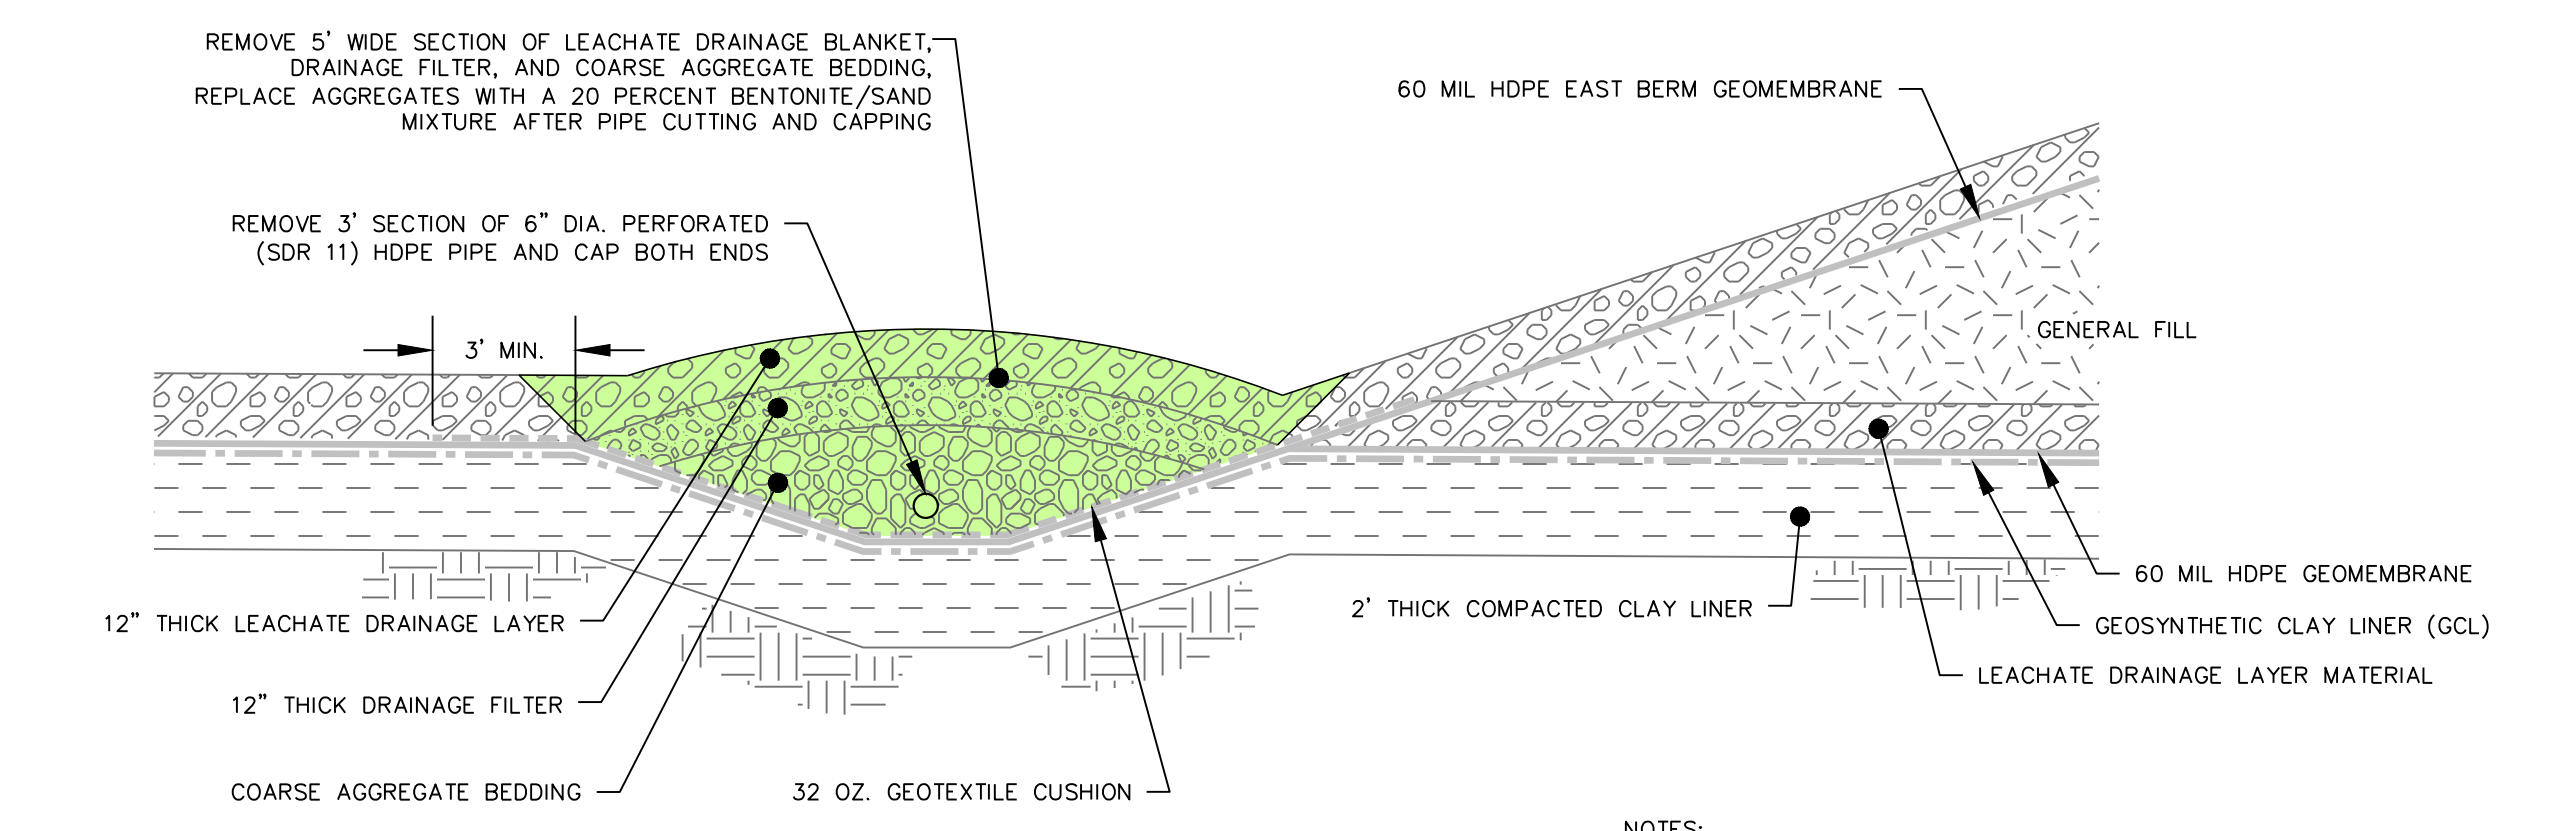 REMOVE 5' WIDE SECTION OF LEACHATE DRAINAGE BLANKET,
DRAINAGE FILTER, AND COARSE AGGREGATE BEDDING,
REPLACE AGGREGATES WITH A 20 PERCENT BENTONITE/SAND
MIXTURE AFTER PIPE CUTTING AND CAPPING
60 MIL HDPE EAST BERM GEOMEMBRANE
REMOVE 3' SECTION OF 6" DIA. PERFORATED
(SDR 11) HDPE PIPE AND CAP BOTH ENDS
3' MIN.
GENERAL FILL
12" THICK LEACHATE DRAINAGE LAYER
12" THICK DRAINAGE FILTER
COARSE AGGREGATE BEDDING
32 OZ. GEOTEXTILE CUSHION
2' THICK COMPACTED CLAY LINER
60 MIL HDPE GEOMEMBRANE
GEOSYNTHETIC CLAY LINER (GCL)
LEACHATE DRAINAGE LAYER MATERIAL
NOTES: